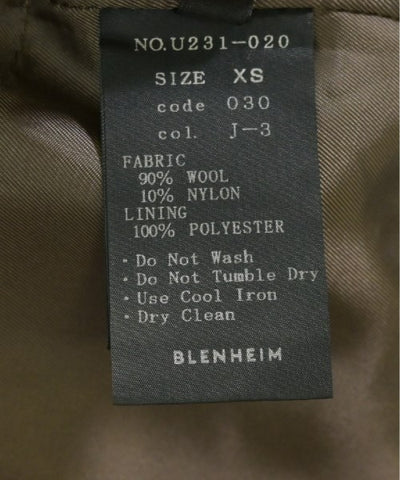 NO.U231-020
SIZE XS
code 030
col. J-3
FABRIC
90% WOOL
10% NYLON
LINING
100% POLYESTER
・Do Not Wash
・Do Not Tumble Dry
・Use Cool Iron
・Dry Clean
BLENHEIM